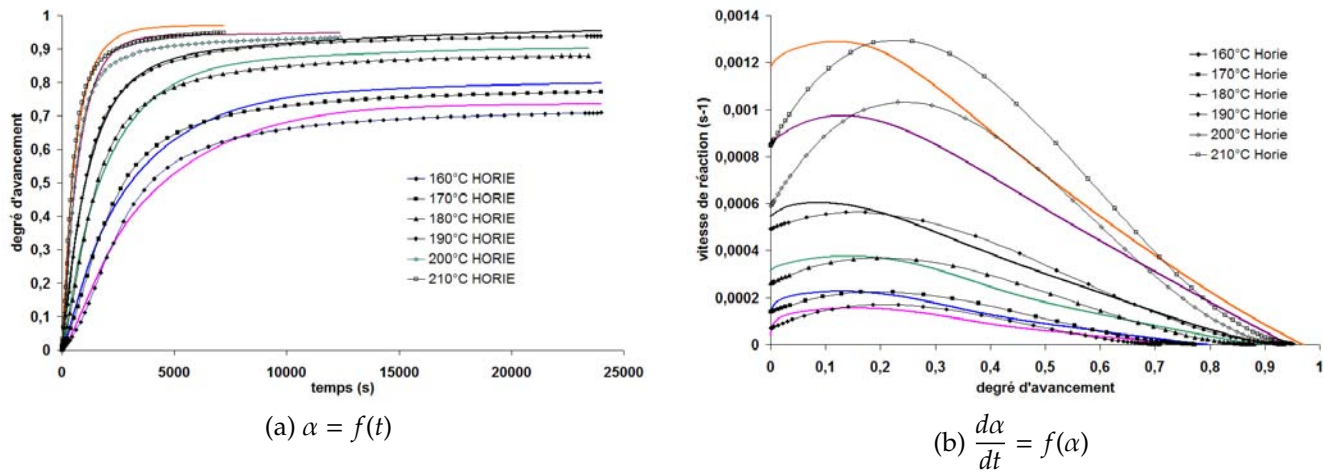 degré d'avancement
1
0,9
0,8
0,7
0,6
0,5
0,4
0,3
0,2
0,1
0
160°C HORIE
170°C HORIE
180°C HORIE
190°C HORIE
200°C HORIE
210°C HORIE
0 5000 10000 15000 20000 25000
temps (s)
(a) α = f(t)
vitesse de réaction (s-1)
0,0014
0,0012
0,001
0,0008
0,0006
0,0004
0,0002
0
160°C Horie
170°C Horie
180°C Horie
190°C Horie
200°C Horie
210°C Horie
0 0,1 0,2 0,3 0,4 0,5 0,6 0,7 0,8 0,9 1
degré d'avancement
(b) dα/dt = f(α)